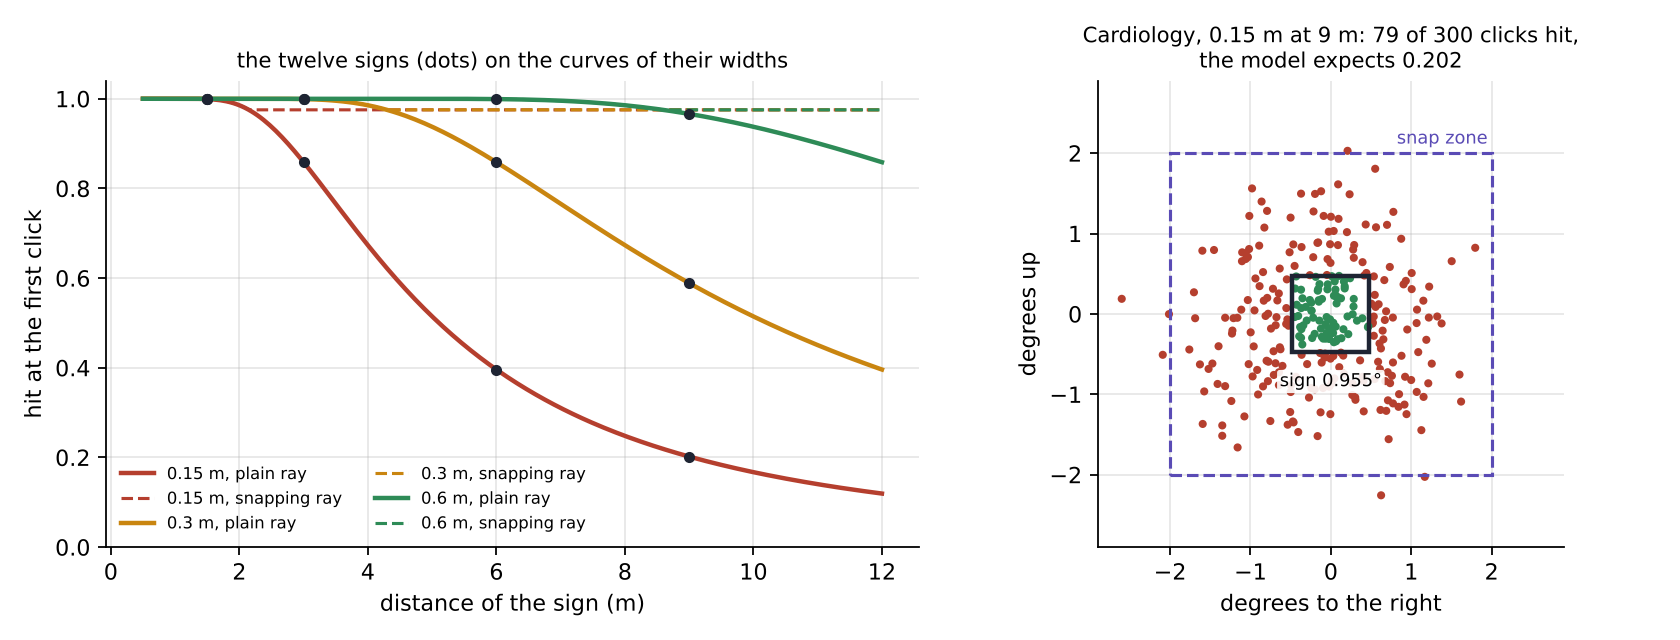 the twelve signs (dots) on the curves of their widths
hit at the first click
1.0
0.8
0.6
0.4
0.2
0.0
0.15 m, plain ray
0.15 m, snapping ray
0.3 m, plain ray
0.3 m, snapping ray
0.6 m, plain ray
0.6 m, snapping ray
0 2 4 6 8 10 12
distance of the sign (m)
Cardiology, 0.15 m at 9 m: 79 of 300 clicks hit,
the model expects 0.202
degrees up
snap zone
2
1
0
−1
−2
sign 0.955°
−2 −1 0 1 2
degrees to the right